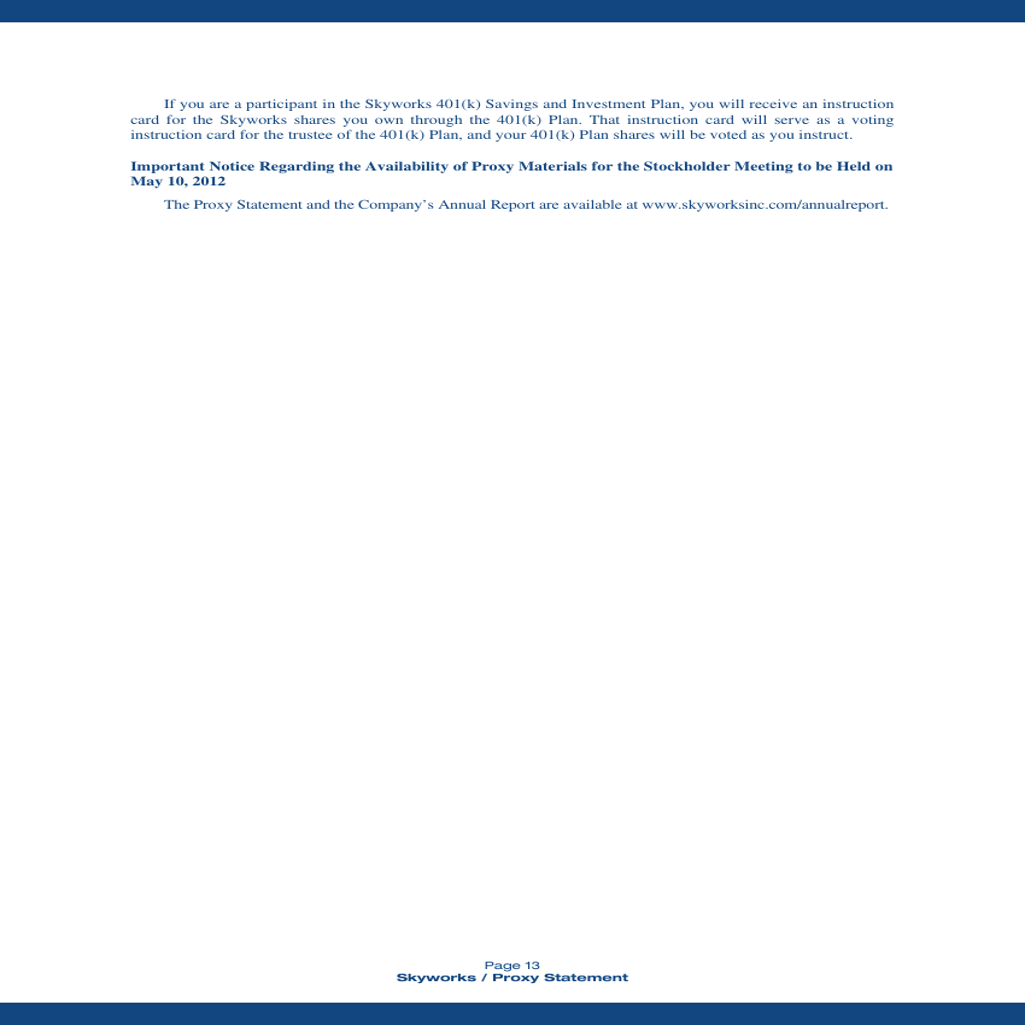 If you are a participant in the Skyworks 401(k) Savings and Investment Plan, you will receive an instruction
card for the Skyworks shares you own through the 401(k) Plan. That instruction card will serve as a voting
instruction card for the trustee of the 401(k) Plan, and your 401(k) Plan shares will be voted as you instruct.
Important Notice Regarding the Availability of Proxy Materials for the Stockholder Meeting to be Held on
May 10, 2012
The Proxy Statement and the Company’s Annual Report are available at www.skyworksinc.com/annualreport.
Page 13
Skyworks / Proxy Statement